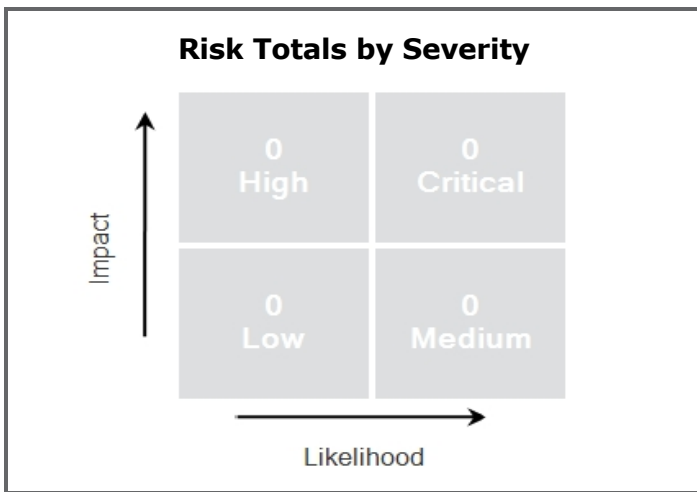 Risk Totals by Severity
0
High
0
Critical
Impact
0
Low
0
Medium
Likelihood